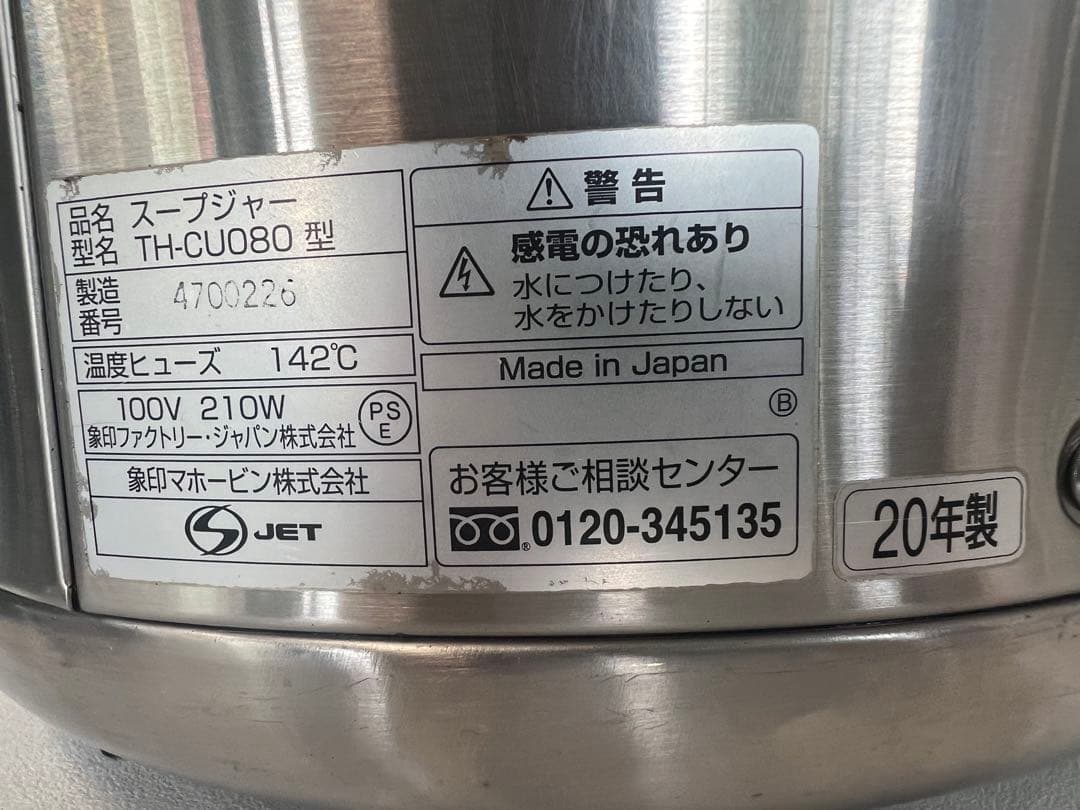 品名 スープジャー
型名 TH-CU080 型
製造番号 4700226
温度ヒューズ 142℃
100V 210W
象印ファクトリー・ジャパン株式会社
PS
E
象印マホービン株式会社
JET
警告
感電の恐れあり
水につけたり、
水をかけたりしない
Made in Japan
B
お客様ご相談センター
0120-345135
20年製